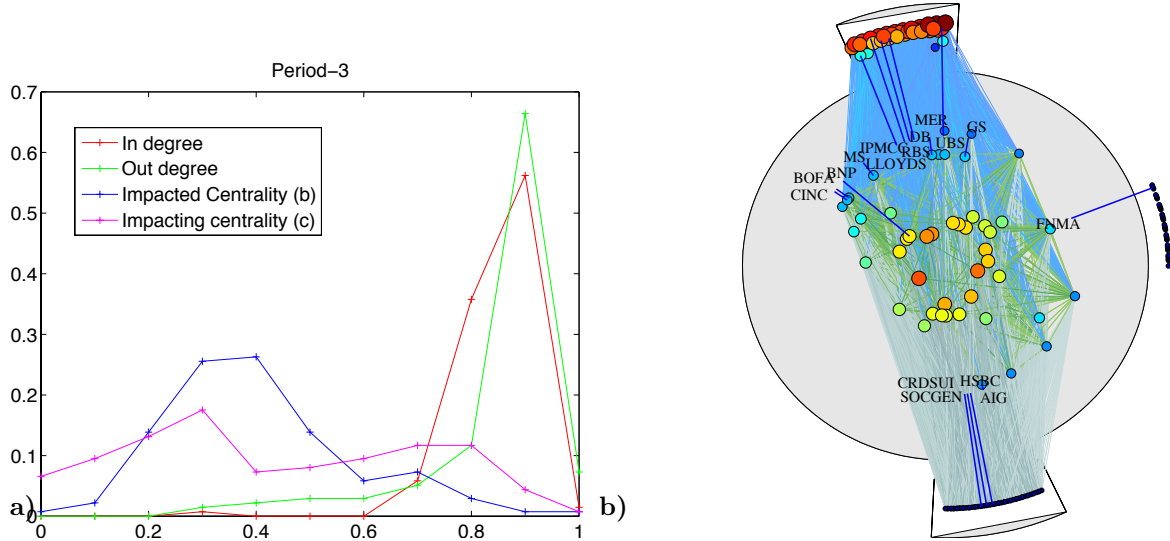 Period−3
0.7
0.6
0.5
0.4
0.3
0.2
0.1
0
0
0.2
0.4
0.6
0.8
1
In degree
Out degree
Impacted Centrality (b)
Impacting centrality (c)
a)
b)
MER
GS
DB
UBS
IPMCG
RBS
MS
LLOYDS
BNP
BOFA
CINC
FNMA
CRDSUI
HSBC
SOCGEN
AIG